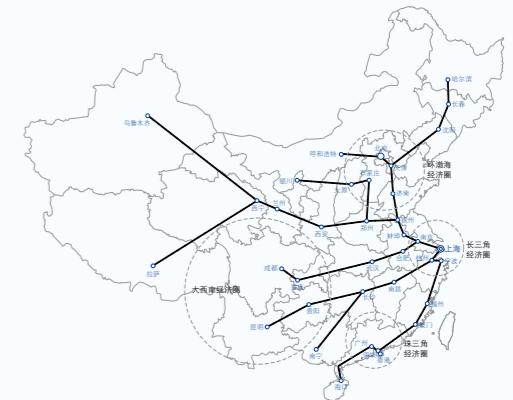 哈尔滨
长春
沈阳
乌鲁木齐
呼和浩特
北京
天津
环渤海
经济圈
银川
太原
石家庄
济南
西宁
兰州
西安
郑州
徐州
蚌埠
南京
上海
长三角
经济圈
合肥
杭州
宁波
拉萨
成都
重庆
武汉
大西南经济圈
长沙
南昌
贵阳
福州
昆明
厦门
南宁
广州
珠三角
经济圈
香港
海口